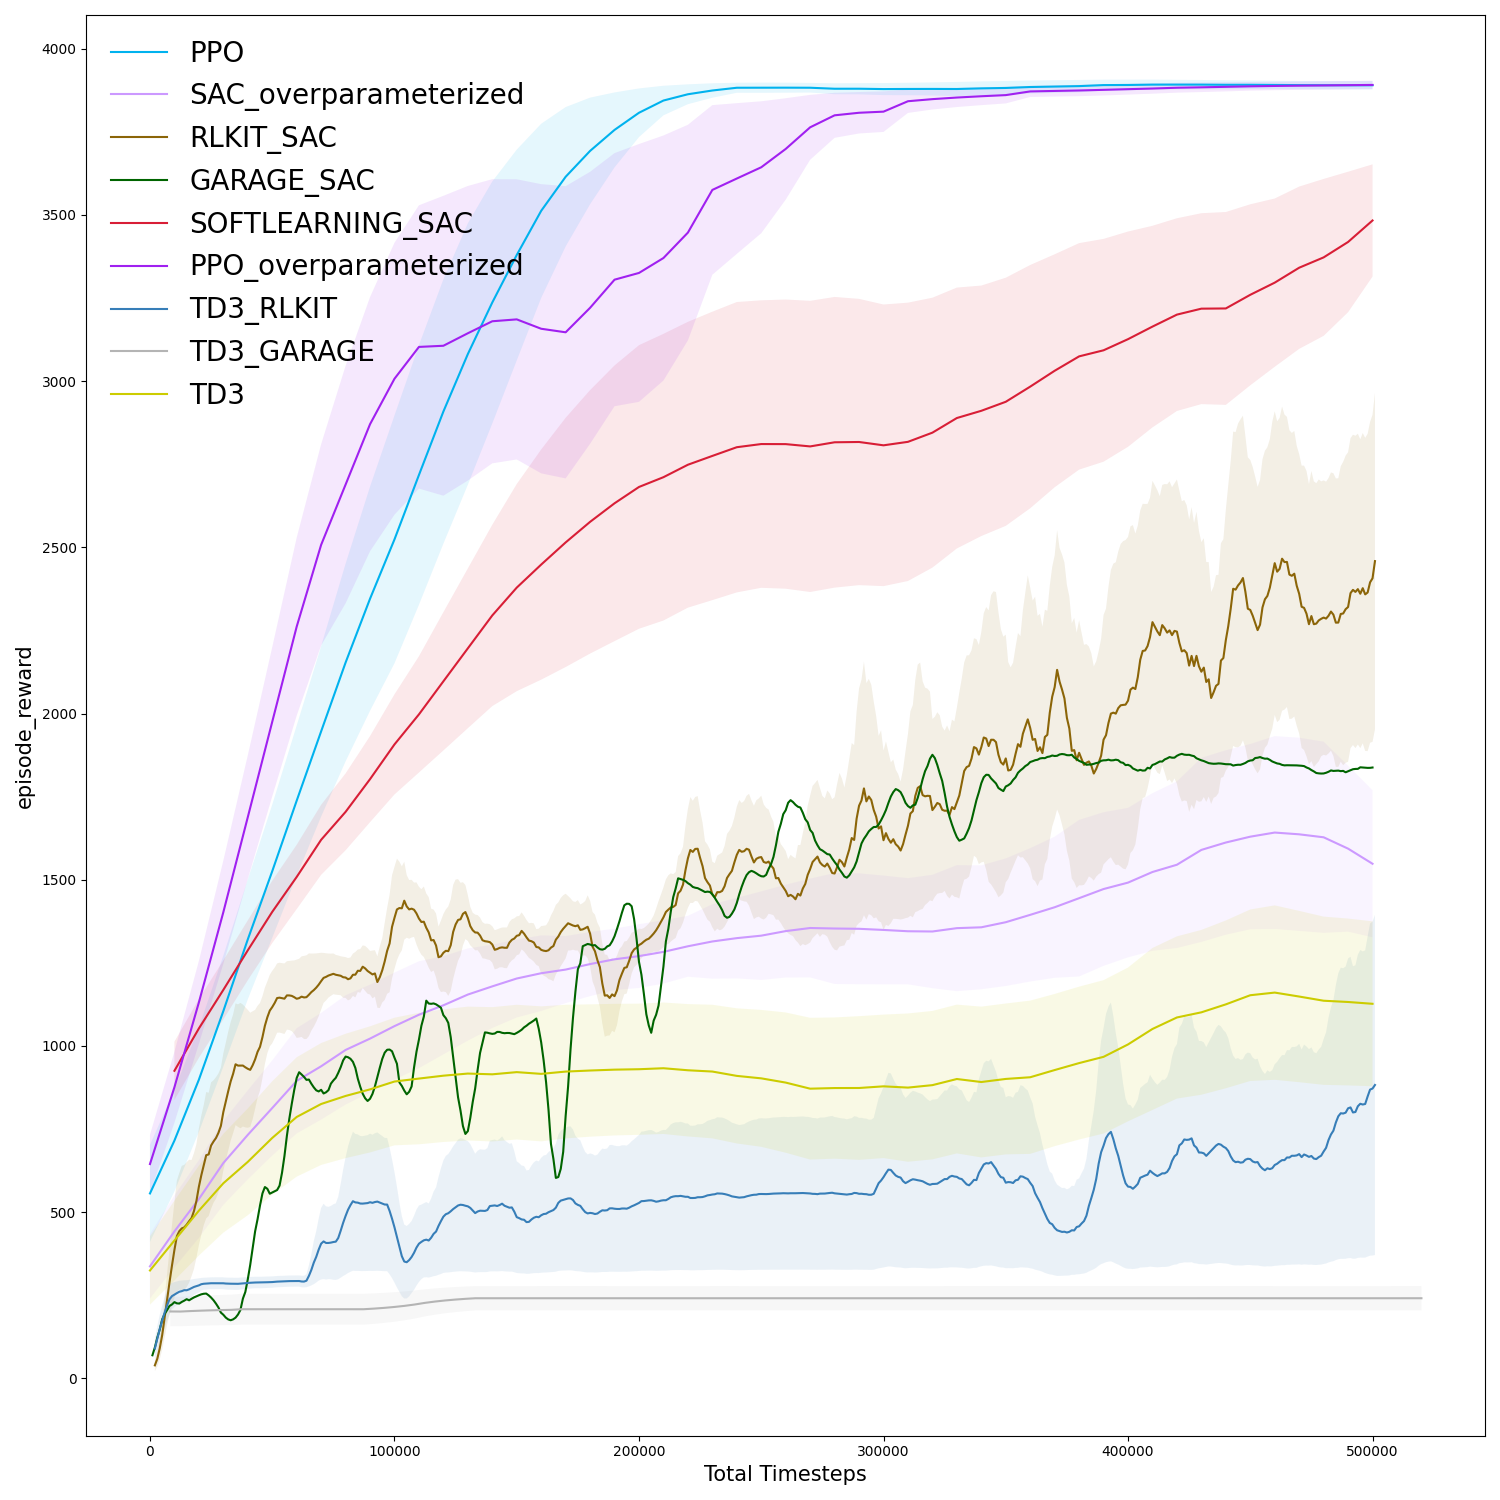 4000
3500
3000
2500
2000
1500
1000
500
0
episode_reward
PPO
SAC_overparameterized
RLKIT_SAC
GARAGE_SAC
SOFTLEARNING_SAC
PPO_overparameterized
TD3_RLKIT
TD3_GARAGE
TD3
0 100000 200000 300000 400000 500000
Total Timesteps